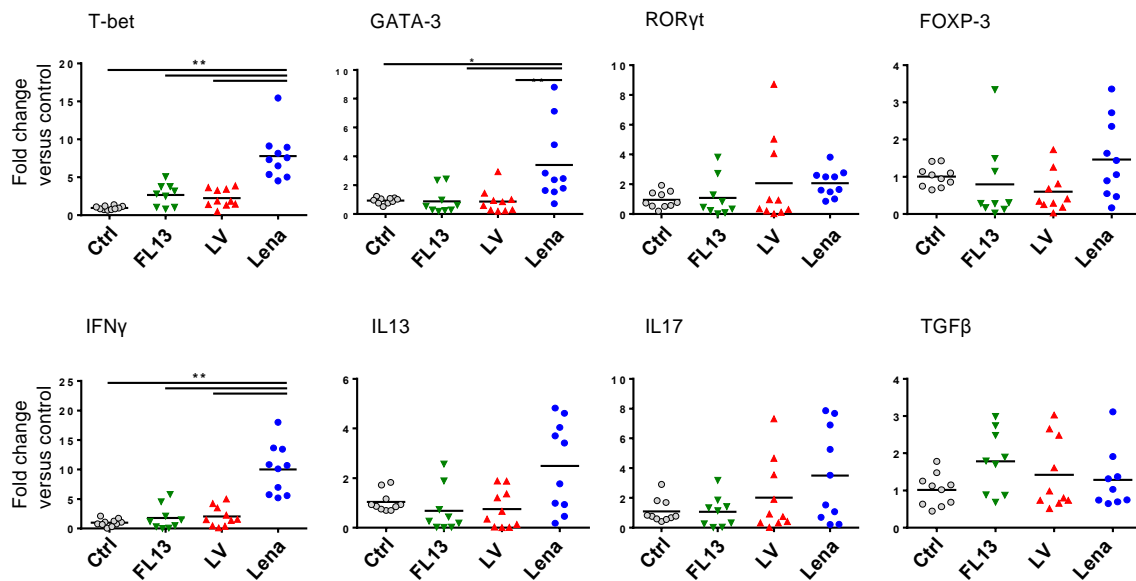 T-bet
GATA-3
RORγt
FOXP-3
Fold change
versus control
20
15
10
5
0
**
Ctrl
FL13
LV
Lena
10
8
6
4
2
0
*
**
Ctrl
FL13
LV
Lena
10
8
6
4
2
0
Ctrl
FL13
LV
Lena
4
3
2
1
0
Ctrl
FL13
LV
Lena
IFNγ
IL13
IL17
TGFβ
Fold change
versus control
25
20
15
10
5
0
**
Ctrl
FL13
LV
Lena
6
4
2
0
Ctrl
FL13
LV
Lena
10
8
6
4
2
0
Ctrl
FL13
LV
Lena
4
3
2
1
0
Ctrl
FL13
LV
Lena